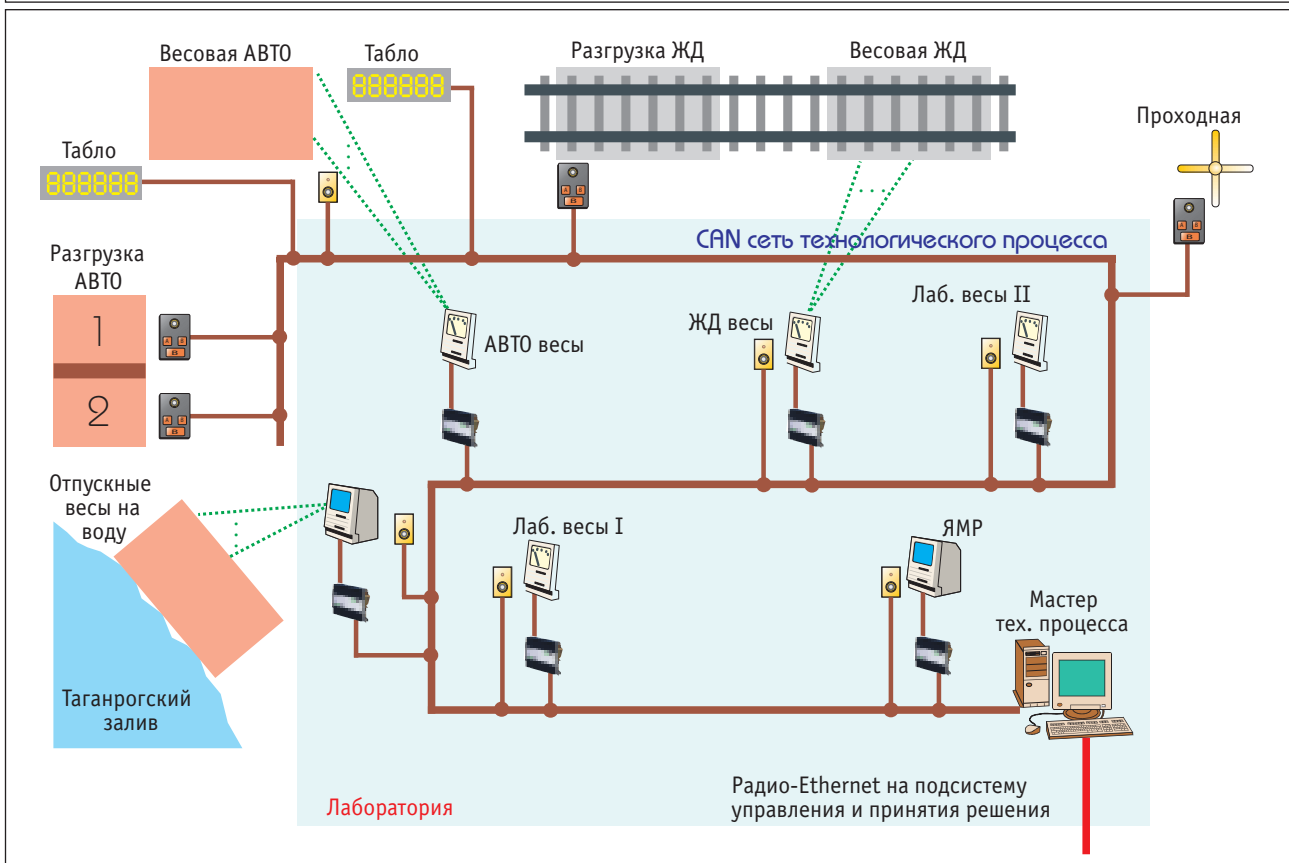 Весовая АВТО
Табло
888888
Разгрузка ЖД
Весовая ЖД
Проходная
Табло
888888
CAN сеть технологического процесса
Разгрузка
АВТО
1
2
А В
В
А В
В
А В
В
А В
В
АВТО весы
ЖД весы
Лаб. весы II
Отпускные
весы на
воду
Лаб. весы I
ЯМР
Мастер
тех. процесса
Таганрогский
залив
Лаборатория
Радио-Ethernet на подсистему
управления и принятия решения